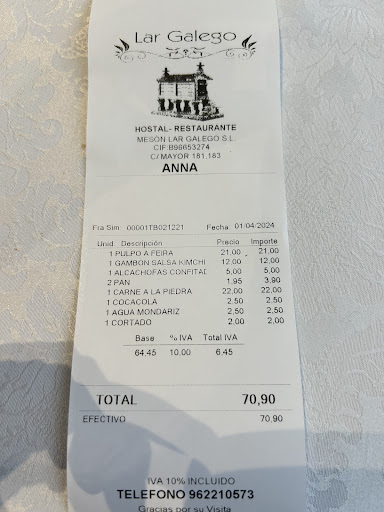 Lar Galego
HOSTAL- RESTAURANTE
MESON LAR GALEGO S.L.
CIF:B98653274
C/ MAYOR 181,183
ANNA
Fra Sim: 00001TB021221 Fecha 01/04/2024
Unid. Descripción Precio Importe
1 PULPO A FEIRA 21,00 21,00
1 GAMBON SALSA KIMCHI 12,00 12,00
1 ALCACHOFAS CONFITAD 5,00 5,00
2 PAN 1,95 3,90
1 CARNE A LA PIEDRA 22,00 22,00
1 COCACOLA 2,50 2,50
1 AGUA MONDARIZ 2,50 2,50
1 CORTADO 2,00 2,00
Base % IVA Total IVA
64,45 10,00 6,45
TOTAL 70,90
EFECTIVO 70,90
IVA 10% INCLUIDO
TELEFONO 962210573
Gracias por su Visita